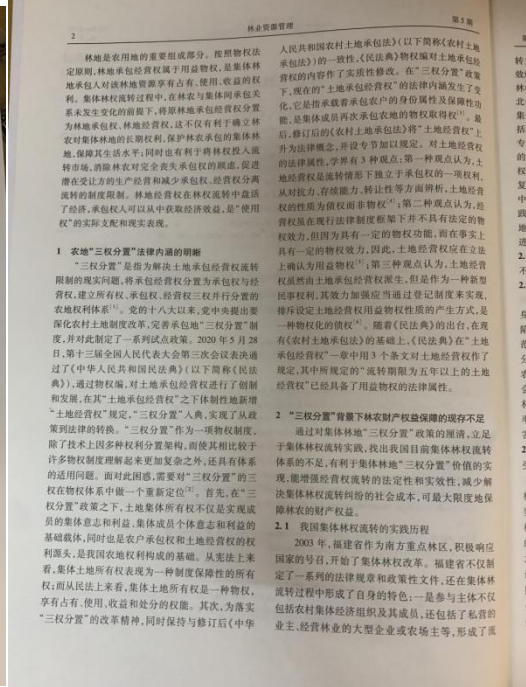 2
林业资源管理
第5期
林地是农用地的重要组成部分。按照物权法
定原则,林地承包经营权属于用益物权,是集体林
地承包人对该林地资源享有占有、使用、收益的权
利。集体林权流转过程中,在林农与集体间承包关
系未发生变化的前提下,将原林地承包经营权分置
为林地承包权、林地经营权,这不仅有利于确立林
农对集体林地的长期权利,保护林农承包的集体林
地,保障其生活水平;同时也有利于将林权投入流
转市场,消除林农对完全丧失承包权的顾虑,促进
潜在受让方的生产经营和减少承包权、经营权分离
流转的制度限制。林地经营权在林权流转中盘活
了经济,承包权人可以从中获取经济效益,是“使用
权”的实际支配和现实表现。
1 农地“三权分置”法律内涵的明晰
“三权分置”是指为解决土地承包经营权流转
限制的现实问题,将承包经营权分置为承包权与经
营权,建立所有权、承包权、经营权三权并行分置的
农地权利体系[1]。党的十八大以来,党中央提出要
深化农村土地制度改革,完善承包地“三权分置”制
度,并对此制定了一系列试点政策。2020年5月28
日,第十三届全国人民代表大会第三次会议表决通
过了《中华人民共和国民法典》(以下简称《民法
典》),通过物权编,对土地承包经营权进行了创制
和发展,在其“土地承包经营权”之下体制性地新增
“土地经营权”规定,“三权分置”入典,实现了从政
策到法律的转换。“三权分置”作为一项物权制度,
除了技术上因多种权利分置架构,而使其相比较于
许多物权制度理解起来更加复杂之外,还具有体系
的适用问题。面对此困惑,需要对“三权分置”的三
权在物权体系中做一个重新定位[2]。首先,在“三
权分置”政策之下,土地集体所有权不仅是实现成
员的集体意志和利益、集体成员个体意志和利益的
基础载体,同时也是农户承包权和土地经营权的权
利源头,是我国农地权利构成的基础。从宪法上来
看,集体土地所有权表现为一种制度保障性的所有
权;而从民法上来看,集体土地所有权是一种物权,
享有占有、使用、收益和处分的权能。其次,为落实
“三权分置”的改革精神,同时保持与修订后《中华
人民共和国农村土地承包法》(以下简称《农村土地
承包法》)的一致性,《民法典》物权编对土地承包经
营权的内容作了实质性修改。在“三权分置”政策
下,现在的“土地承包经营权”的法律内涵发生了变
化,它是指承载着承包农户的身份属性及保障性功
能,是集体成员再次承包农地的物权取得权[3]。最
后,修订后的《农村土地承包法》将“土地经营权”上
升为法律概念,并设专节加以规定。对土地经营权
的法律属性,学界有3种观点:第一种观点认为,土
地经营权是流转情形下独立于承包权的一项权利,
从对抗力、存续能力、转让性等方面辨析,土地经营
权的性质为债权而非物权[4];第二种观点认为,经
营权虽在现行法律制度框架下并不具有法定的物
权效力,但因为具有一定的物权功能,而在事实上
具有一定的物权效力,因此,土地经营权应在立法
上确认为用益物权[5];第三种观点认为,土地经营
权虽然由土地承包经营权派生,但是作为一种新型
民事权利,其效力加强应当通过登记制度来实现,
排斥设定土地经营权用益物权性质的产生方式,是
一种物权化的债权[6]。随着《民法典》的出台,在现
有《农村土地承包法》的基础上,《民法典》在“土地
承包经营权”一章中用3个条文对土地经营权作了
规定,其中所规定的“流转期限为五年以上的土地
经营权”已经具备了用益物权的法律属性。
2 “三权分置”背景下林农财产权益保障的现存不足
通过对集体林地“三权分置”政策的厘清,立足
于集体林权流转实践,找出我国目前集体林权流转
体系的不足,有利于集体林地“三权分置”价值的实
现,能增强经营权流转的法定性和实效性,减少解
决集体林权流转纠纷的社会成本,可最大限度地保
障林农的财产权益。
2.1 我国集体林权流转的实践历程
2003年,福建省作为南方重点林区,积极响应
国家的号召,开始了集体林权改革。福建省不仅制
定了一系列的法律规章和政策性文件,还在集体林
流转过程中形成了自身的特色:一是参与主体不仅
包括农村集体经济组织及其成员,还包括了私营的
业主、经营林业的大型企业或农场主等,形成了流